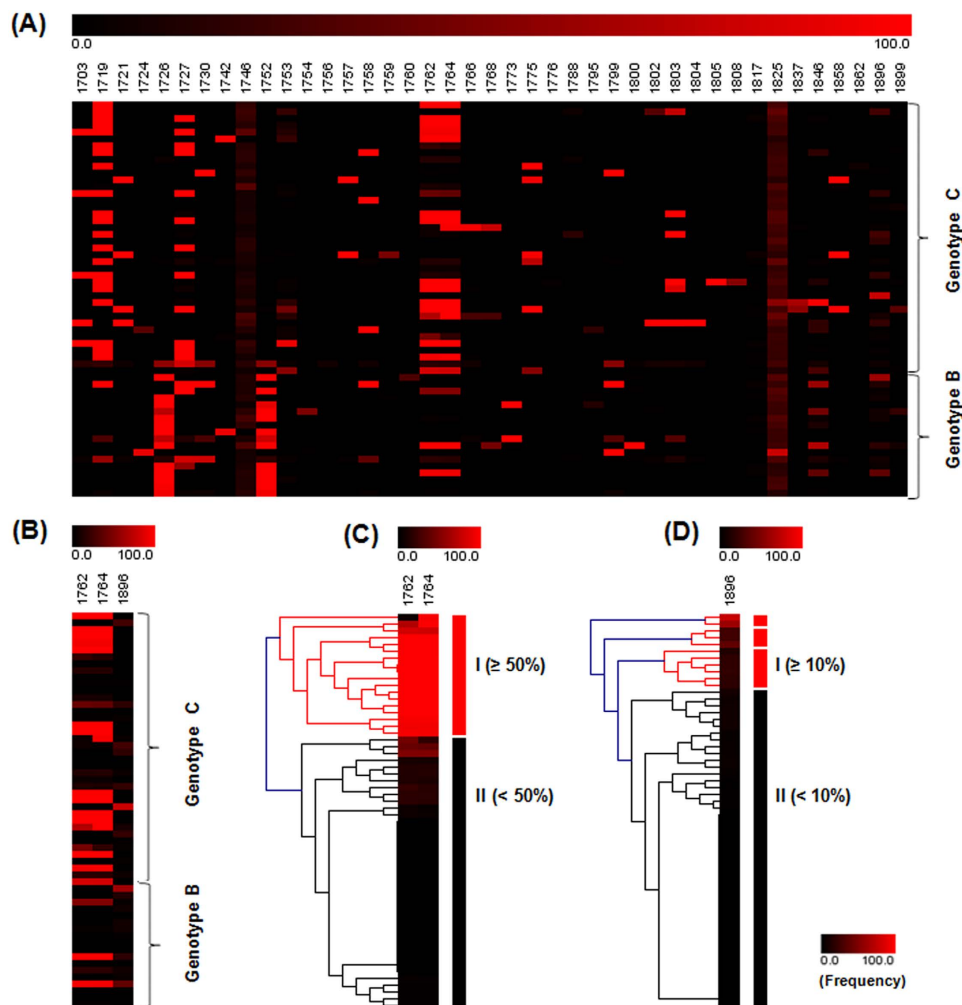 (A)
0.0 100.0
1703 1719 1721 1724 1726 1727 1730 1742 1746 1752 1753 1754 1756 1757 1758 1759 1760 1762 1764 1766 1768 1773 1775 1776 1788 1795 1799 1800 1802 1803 1804 1805 1808 1817 1825 1837 1846 1858 1862 1896 1899
Genotype C
Genotype B
(B)
0.0 100.0
1762 1764 1896
Genotype C
Genotype B
(C)
0.0 100.0
1762 1764
I (≥ 50%)
II (< 50%)
(D)
0.0 100.0
1896
I (≥ 10%)
II (< 10%)
0.0 100.0
(Frequency)